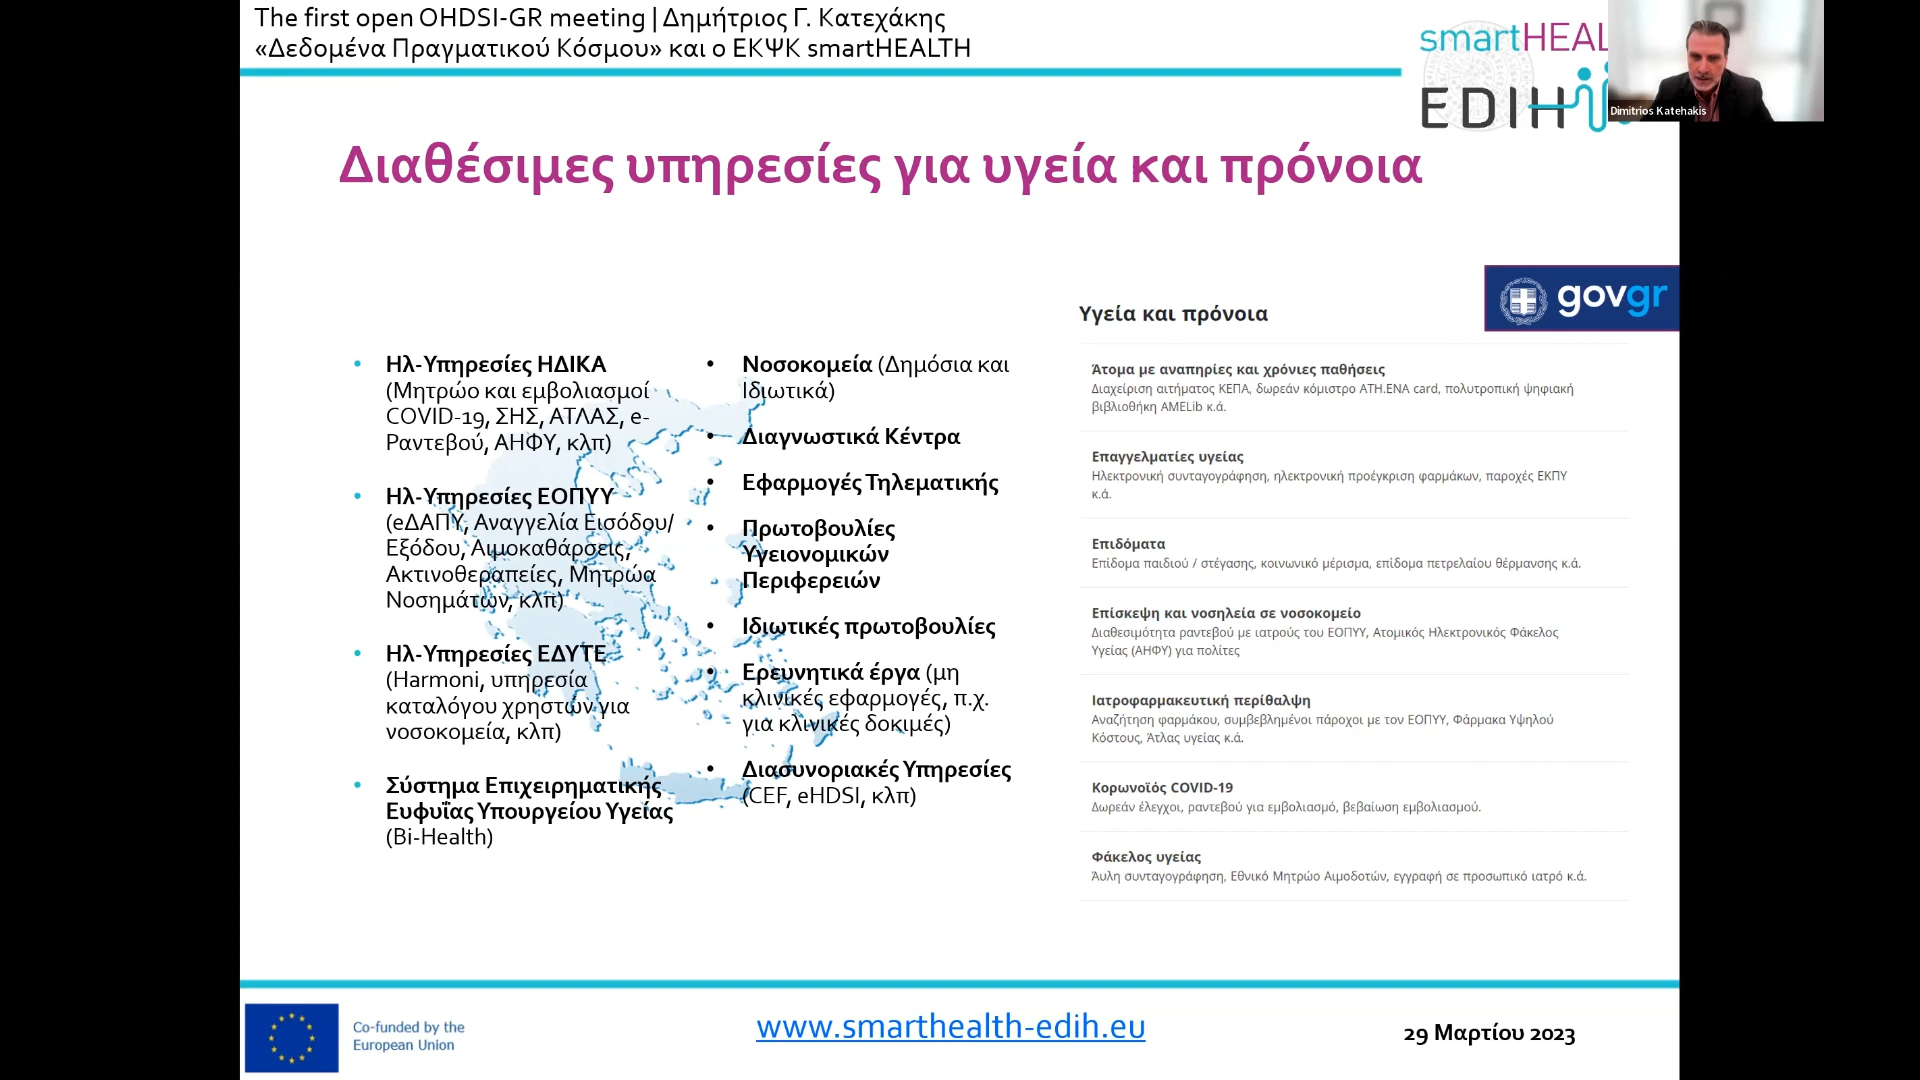 The first open OHDSI-GR meeting | Δημήτριος Γ. Κατεχάκης
«Δεδομένα Πραγματικού Κόσμου» και ο ΕΚΨΚ smartHEALTH
smartHEAL
EDIH
Dimitrios Katehakis
Διαθέσιμες υπηρεσίες για υγεία και πρόνοια
• Ηλ-Υπηρεσίες ΗΔΙΚΑ
(Μητρώο και εμβολιασμοί
COVID-19, ΣΗΣ, ΑΤΛΑΣ, e-
Ραντεβού, ΑΗΦΥ, κλπ)
• Ηλ-Υπηρεσίες ΕΟΠΥΥ
(eΔΑΠΥ, Αναγγελία Εισόδου/
Εξόδου, Αιμοκαθάρσεις,
Ακτινοθεραπείες, Μητρώα
Νοσημάτων, κλπ)
• Ηλ-Υπηρεσίες ΕΔΥΤΕ
(Harmoni, υπηρεσία
καταλόγου χρηστών για
νοσοκομεία, κλπ)
• Σύστημα Επιχειρηματικής
Ευφυΐας Υπουργείου Υγείας
(Bi-Health)
• Νοσοκομεία (Δημόσια και
Ιδιωτικά)
• Διαγνωστικά Κέντρα
• Εφαρμογές Τηλεματικής
• Πρωτοβουλίες
Υγειονομικών
Περιφερειών
• Ιδιωτικές πρωτοβουλίες
• Ερευνητικά έργα (μη
κλινικές εφαρμογές, π.χ.
για κλινικές δοκιμές)
• Διασυνοριακές Υπηρεσίες
(CEF, eHDSI, κλπ)
govgr
Υγεία και πρόνοια
Άτομα με αναπηρίες και χρόνιες παθήσεις
Διαχείριση αιτήματος ΚΕΠΑ, δωρεάν κόμιστρο ATH.ENA card, πολυτροπική ψηφιακή
βιβλιοθήκη AMELib κ.ά.
Επαγγελματίες υγείας
Ηλεκτρονική συνταγογράφηση, ηλεκτρονική προέγκριση φαρμάκων, παροχές ΕΚΠΥ
κ.ά.
Επιδόματα
Επίδομα παιδιού / στέγασης, κοινωνικό μέρισμα, επίδομα πετρελαίου θέρμανσης κ.ά.
Επίσκεψη και νοσηλεία σε νοσοκομείο
Διαθεσιμότητα ραντεβού με ιατρούς του ΕΟΠΥΥ, Ατομικός Ηλεκτρονικός Φάκελος
Υγείας (ΑΗΦΥ) για πολίτες
Ιατροφαρμακευτική περίθαλψη
Αναζήτηση φαρμάκου, συμβεβλημένοι πάροχοι με τον ΕΟΠΥΥ, Φάρμακα Υψηλού
Κόστους, Άτλας υγείας κ.ά.
Κορωνοϊός COVID-19
Δωρεάν έλεγχοι, ραντεβού για εμβολιασμό, βεβαίωση εμβολιασμού.
Φάκελος υγείας
Άυλη συνταγογράφηση, Εθνικό Μητρώο Αιμοδοτών, εγγραφή σε προσωπικό ιατρό κ.ά.
Co-funded by the
European Union
www.smarthealth-edih.eu
29 Μαρτίου 2023